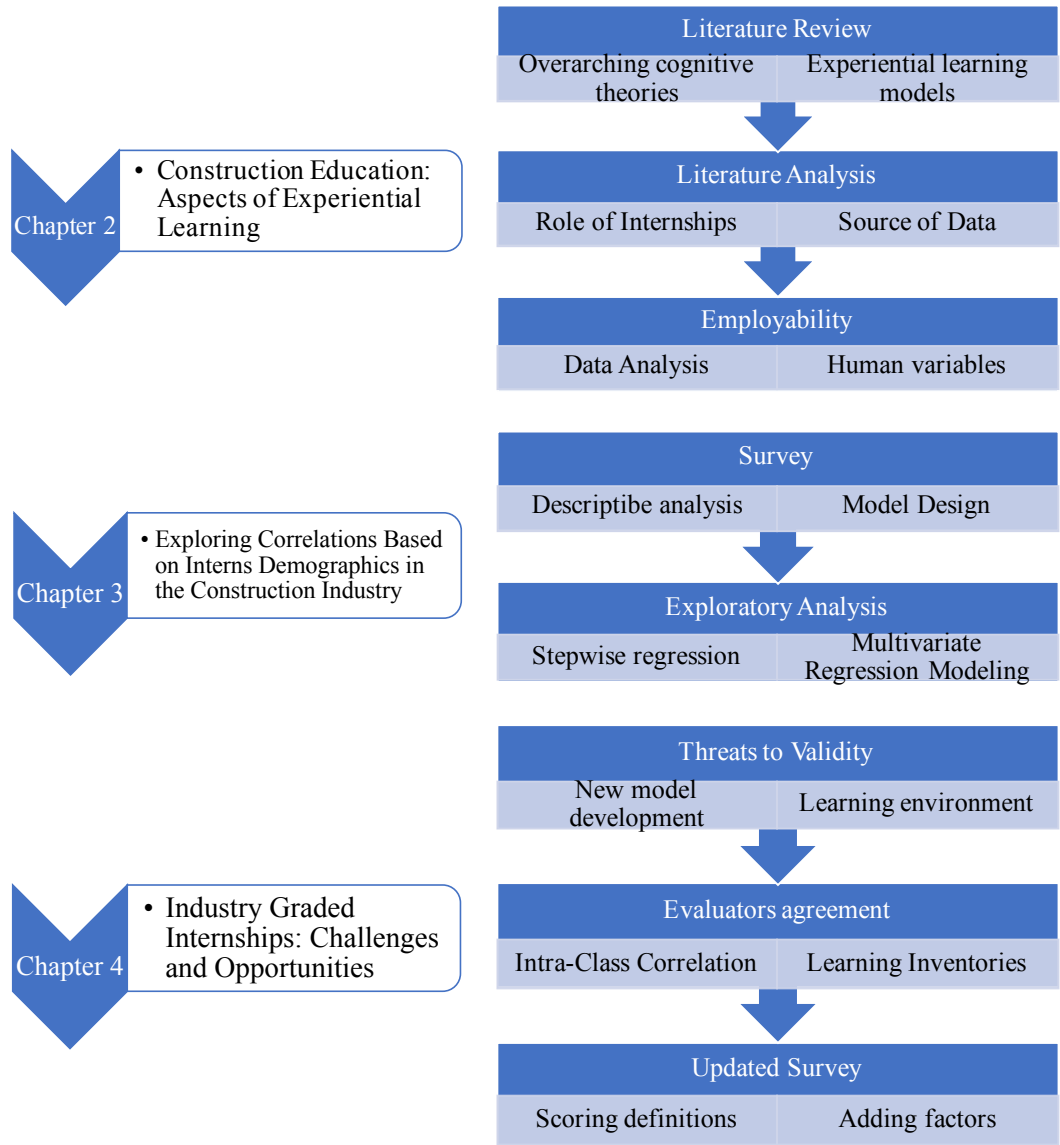 Chapter 2
• Construction Education:
Aspects of Experiential
Learning
Literature Review
Overarching cognitive
theories
Experiential learning
models
Literature Analysis
Role of Internships
Source of Data
Employability
Data Analysis
Human variables
Chapter 3
• Exploring Correlations Based
on Interns Demographics in
the Construction Industry
Survey
Descriptibe analysis
Model Design
Exploratory Analysis
Stepwise regression
Multivariate
Regression Modeling
Chapter 4
• Industry Graded
Internships: Challenges
and Opportunities
Threats to Validity
New model
development
Learning environment
Evaluators agreement
Intra-Class Correlation
Learning Inventories
Updated Survey
Scoring definitions
Adding factors